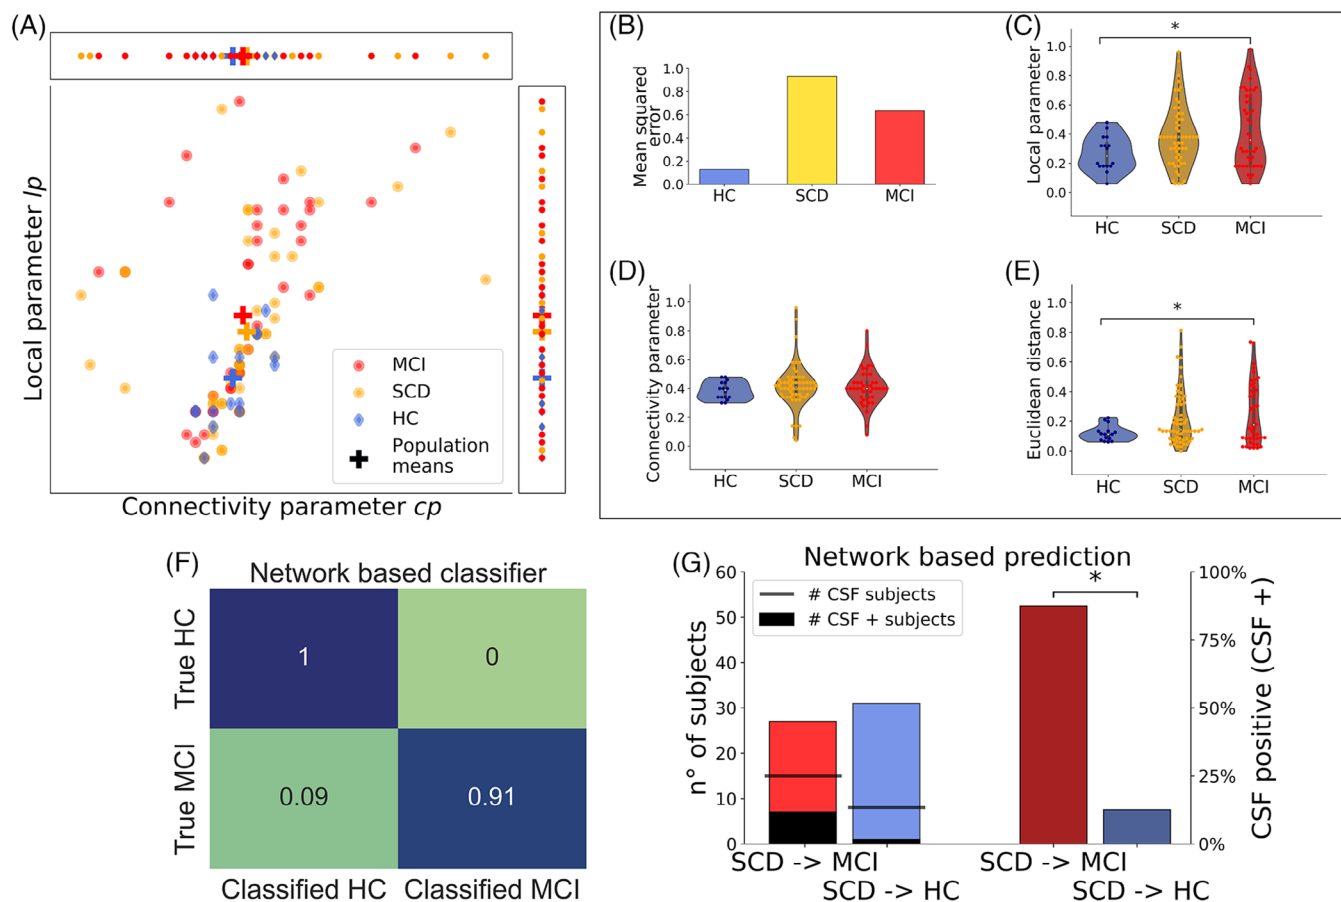 (A)
Local parameter lp
Connectivity parameter cp
MCI
SCD
HC
Population
means
(B)
Mean squared
error
1.0
0.8
0.6
0.4
0.2
0.0
HC
SCD
MCI
(C)
Local parameter
1.0
0.8
0.6
0.4
0.2
0.0
*
HC
SCD
MCI
(D)
Connectivity parameter
1.0
0.8
0.6
0.4
0.2
0.0
HC
SCD
MCI
(E)
Euclidean distance
1.0
0.8
0.6
0.4
0.2
0.0
*
HC
SCD
MCI
(F)
Network based classifier
True HC
True MCI
1
0
0.09
0.91
Classified HC
Classified MCI
(G)
Network based prediction
n° of subjects
60
50
40
30
20
10
0
# CSF subjects
# CSF + subjects
*
100%
75%
50%
25%
0%
CSF positive (CSF +)
SCD -> MCI
SCD -> HC
SCD -> MCI
SCD -> HC